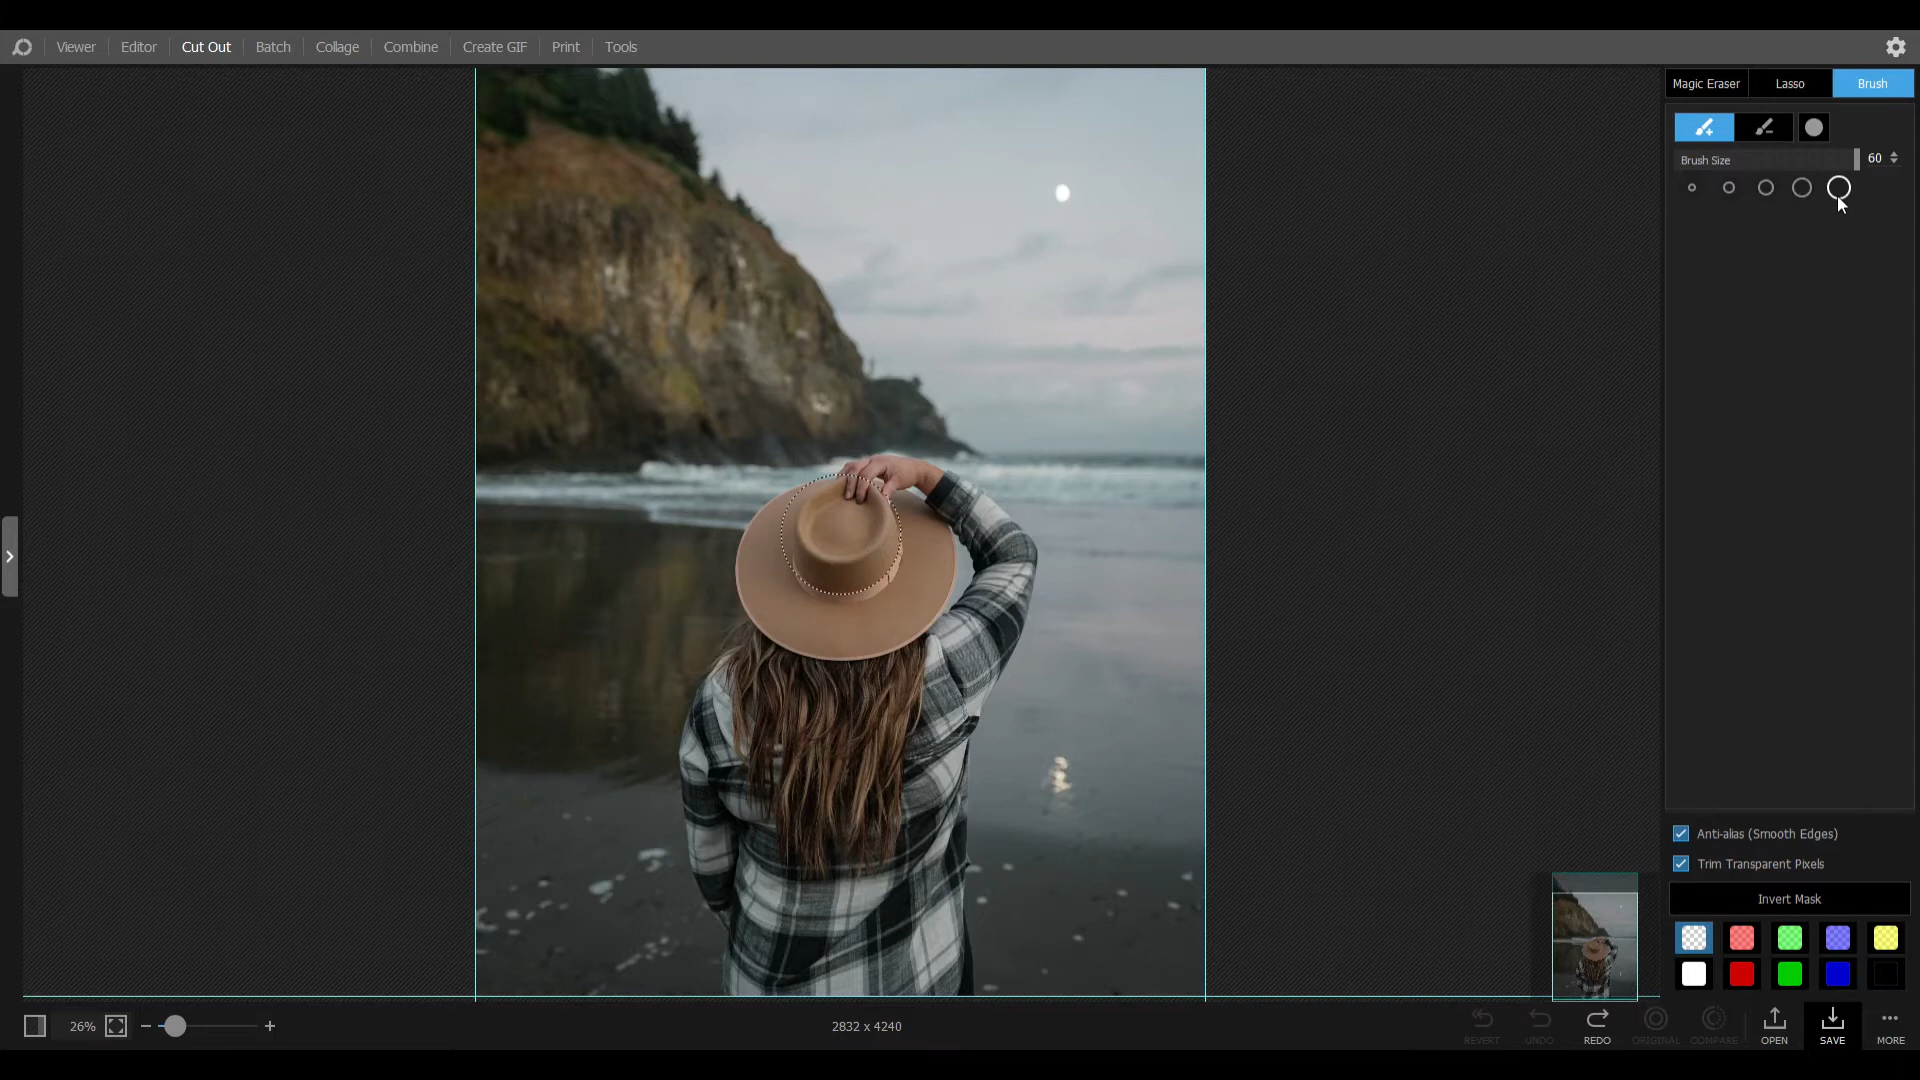 Viewer Editor Cut Out Batch Collage Combine Create GIF Print Tools
Magic Eraser Lasso Brush
Brush Size 60
Anti-alias (Smooth Edges)
Trim Transparent Pixels
Invert Mask
26%
2832 x 4240
REVERT UNDO REDO ORIGINAL COMPARE OPEN SAVE MORE